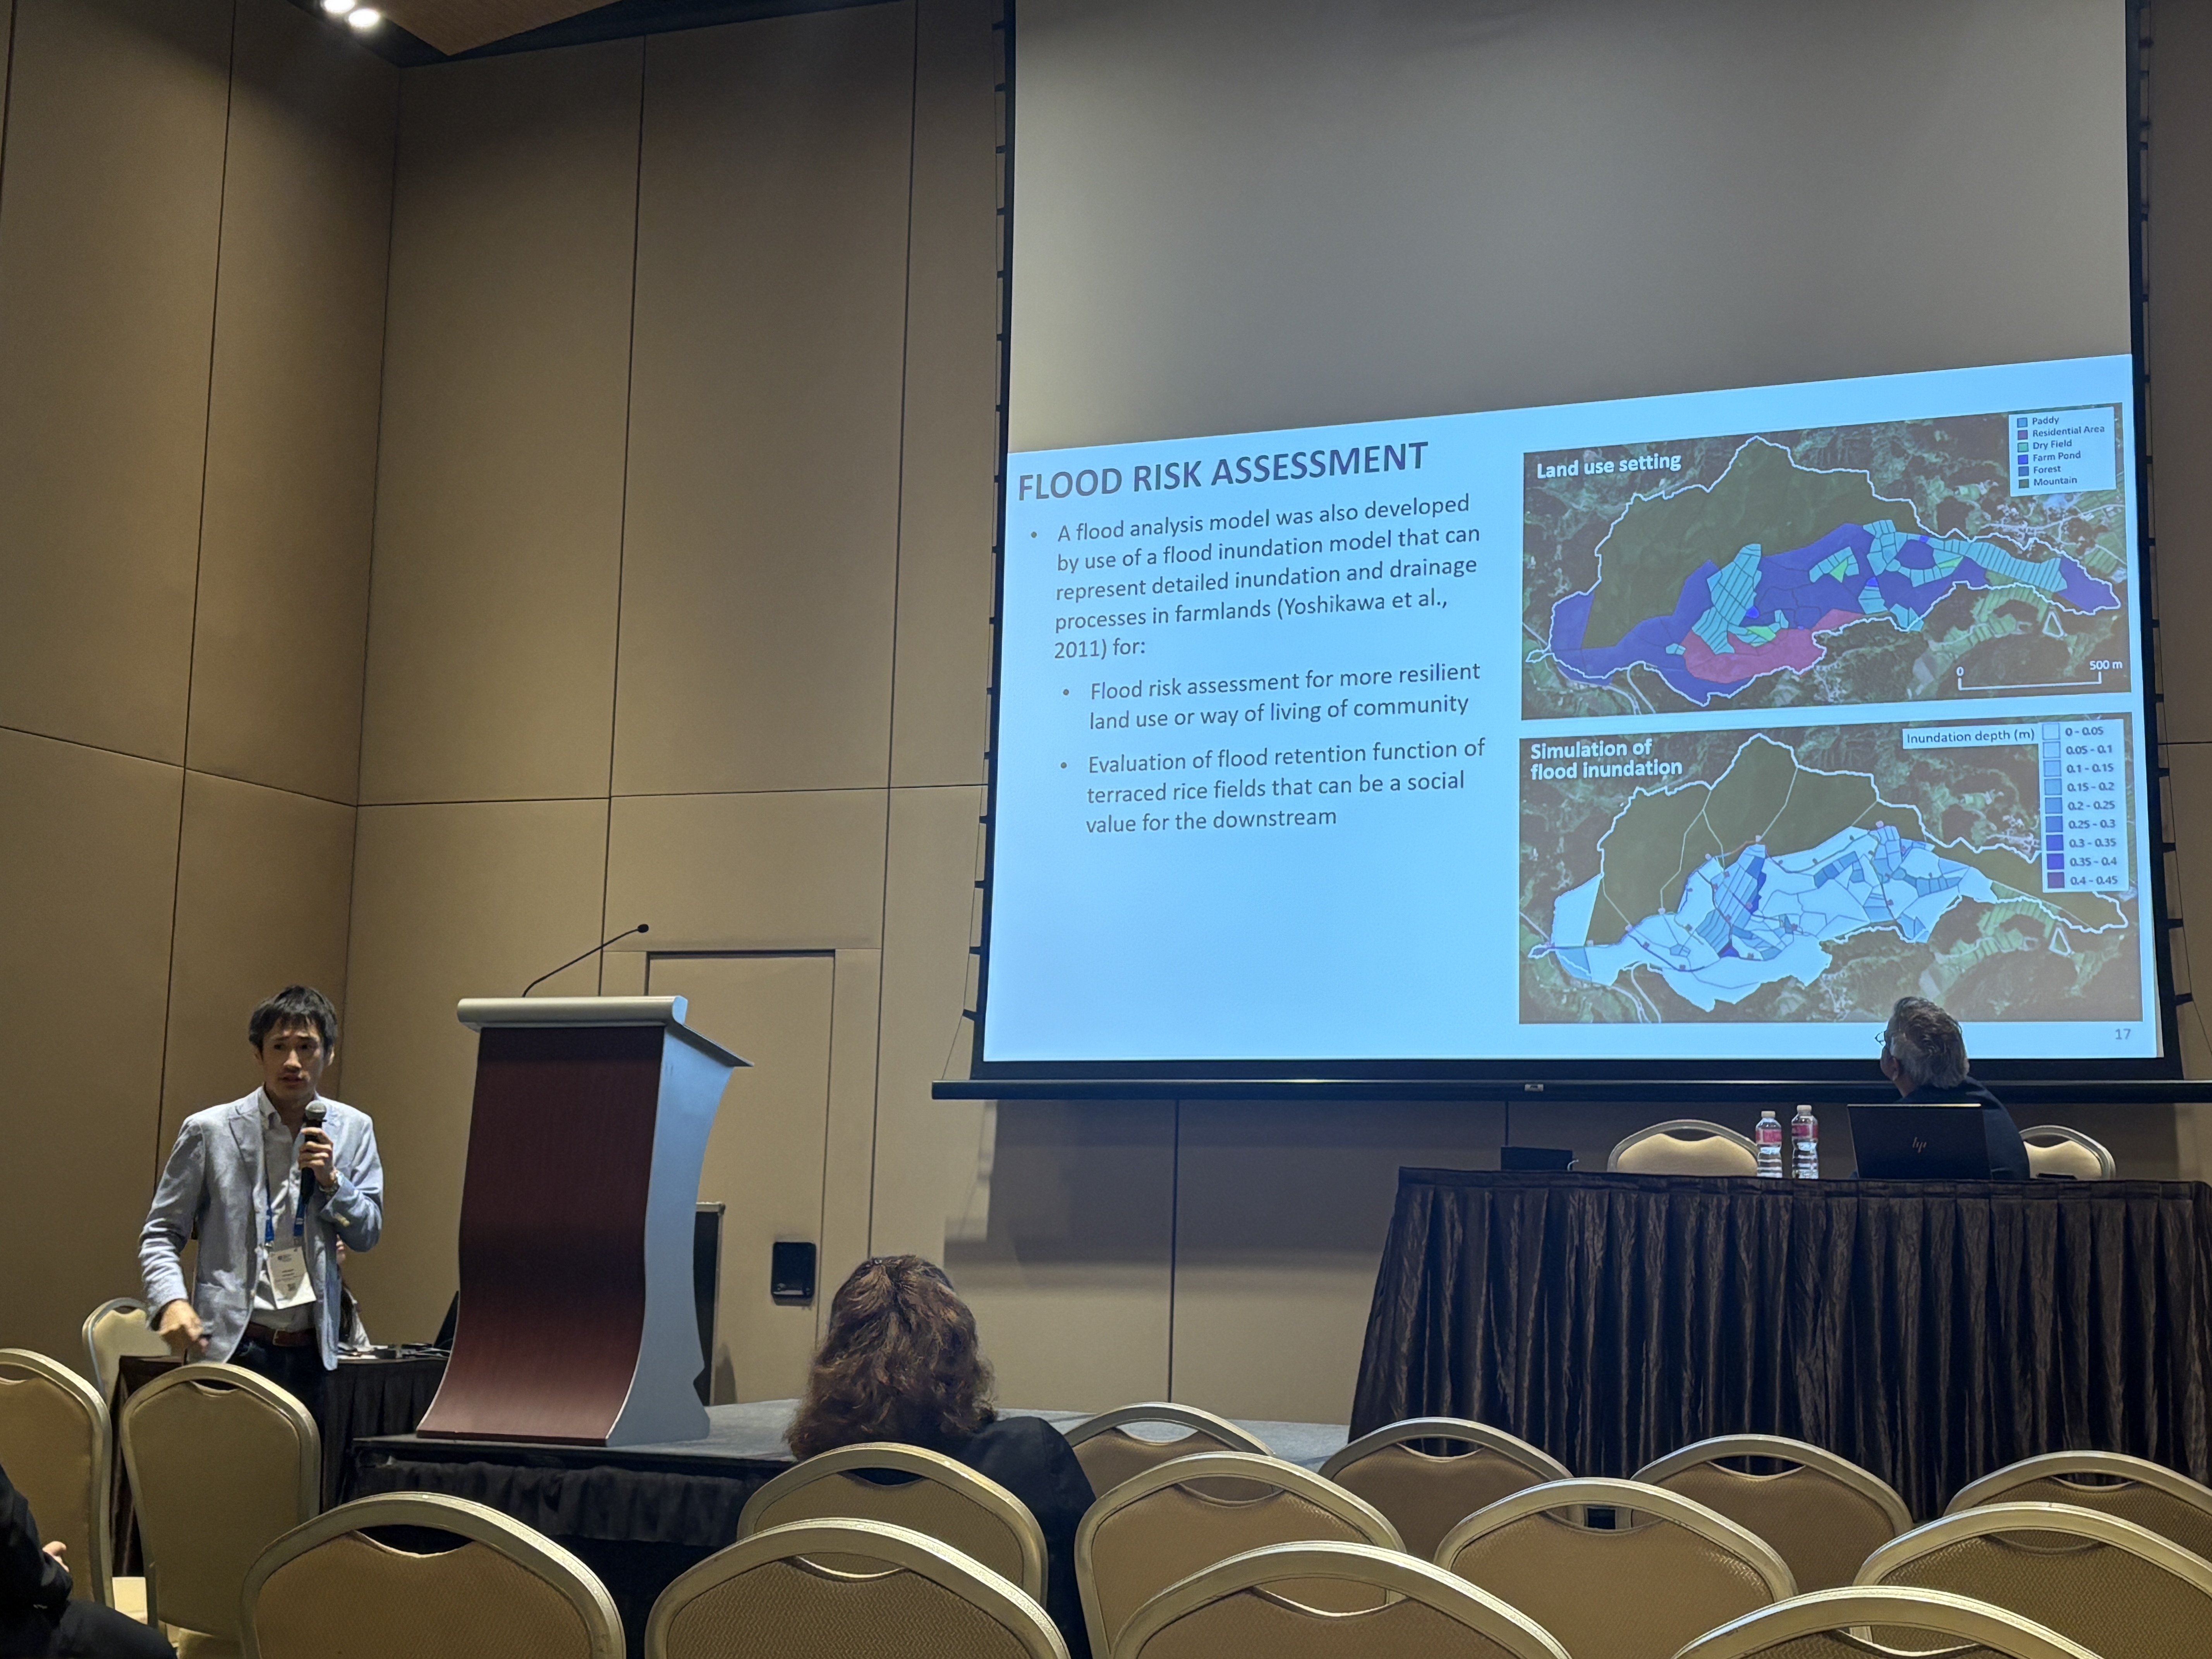 FLOOD RISK ASSESSMENT
• A flood analysis model was also developed
by use of a flood inundation model that can
represent detailed inundation and drainage
processes in farmlands (Yoshikawa et al.,
2011) for:
• Flood risk assessment for more resilient
land use or way of living of community
• Evaluation of flood retention function of
terraced rice fields that can be a social
value for the downstream
Land use setting
Paddy
Residential Area
Dry Field
Farm Pond
Forest
Mountain
0 500 m
Simulation of
flood inundation
Inundation depth (m)
0 - 0.05
0.05 - 0.1
0.1 - 0.15
0.15 - 0.2
0.2 - 0.25
0.25 - 0.3
0.3 - 0.35
0.35 - 0.4
0.4 - 0.45
17
hp